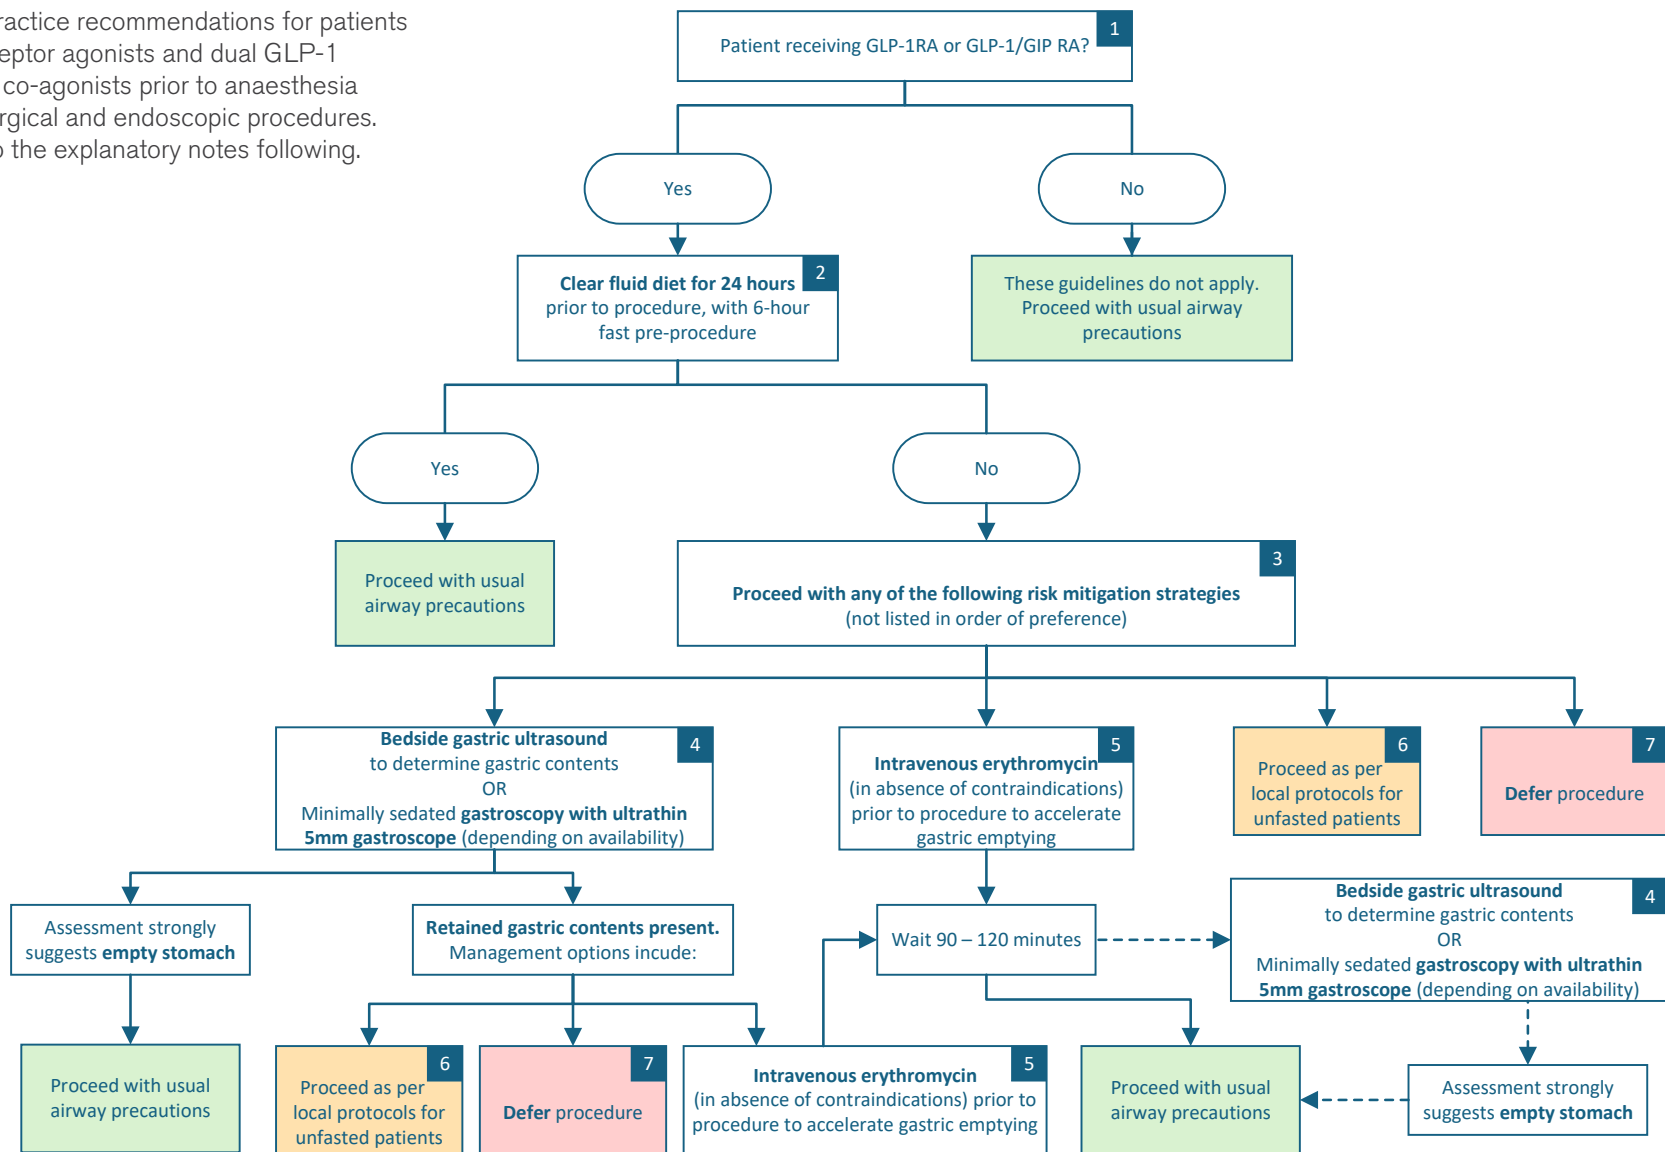 ractice recommendations for patients
eptor agonists and dual GLP-1
co-agonists prior to anaesthesia
rgical and endoscopic procedures.
o the explanatory notes following.
1
Patient receiving GLP-1RA or GLP-1/GIP RA?
Yes
No
2
Clear fluid diet for 24 hours
prior to procedure, with 6-hour
fast pre-procedure
These guidelines do not apply.
Proceed with usual airway
precautions
Yes
No
Proceed with usual
airway precautions
3
Proceed with any of the following risk mitigation strategies
(not listed in order of preference)
4
Bedside gastric ultrasound
to determine gastric contents
OR
Minimally sedated gastroscopy with ultrathin
5mm gastroscope (depending on availability)
5
Intravenous erythromycin
(in absence of contraindications)
prior to procedure to accelerate
gastric emptying
6
Proceed as per
local protocols for
unfasted patients
7
Defer procedure
Assessment strongly
suggests empty stomach
Retained gastric contents present.
Management options incude:
Wait 90 – 120 minutes
4
Bedside gastric ultrasound
to determine gastric contents
OR
Minimally sedated gastroscopy with ultrathin
5mm gastroscope (depending on availability)
Proceed with usual
airway precautions
6
Proceed as per
local protocols for
unfasted patients
7
Defer procedure
5
Intravenous erythromycin
(in absence of contraindications) prior to
procedure to accelerate gastric emptying
Proceed with usual
airway precautions
Assessment strongly
suggests empty stomach